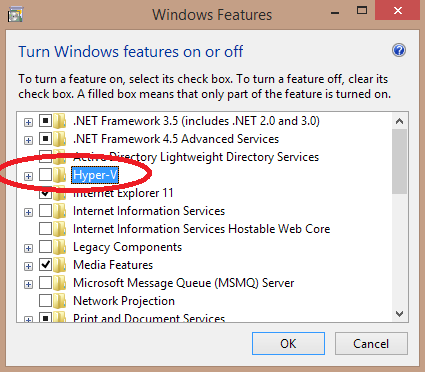 Windows Features
Turn Windows features on or off
To turn a feature on, select its check box. To turn a feature off, clear its
check box. A filled box means that only part of the feature is turned on.
.NET Framework 3.5 (includes .NET 2.0 and 3.0)
.NET Framework 4.5 Advanced Services
Active Directory Lightweight Directory Services
Hyper-V
Internet Explorer 11
Internet Information Services
Internet Information Services Hostable Web Core
Legacy Components
Media Features
Microsoft Message Queue (MSMQ) Server
Network Projection
Print and Document Services
OK Cancel